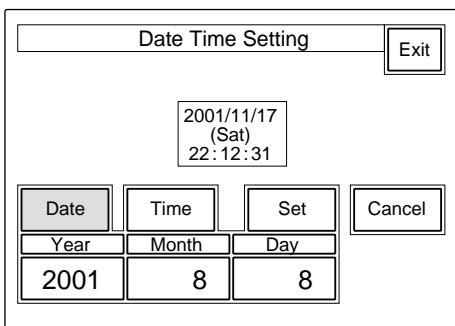 Date Time Setting
Exit
2001/11/17
(Sat)
22:12:31
Date Time Set Cancel
Year Month Day
2001 8 8